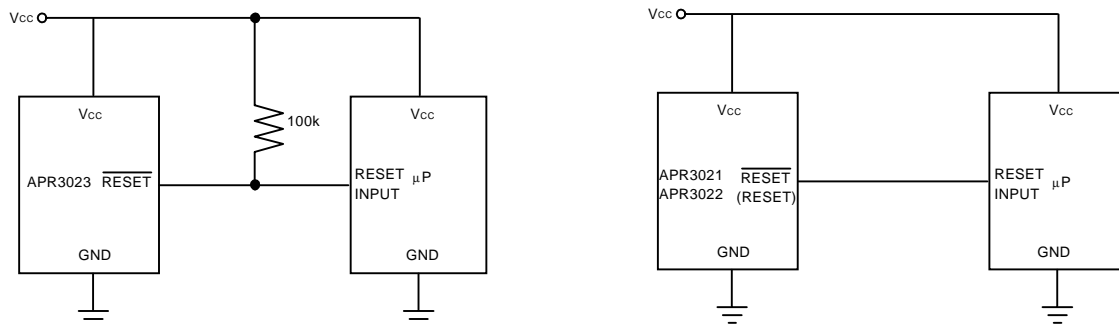 Vcc
Vcc
100k
APR3023 RESET
RESET μP
INPUT
GND
GND
Vcc
Vcc
Vcc
Vcc
APR3021 RESET
APR3022 (RESET)
RESET μP
INPUT
GND
GND